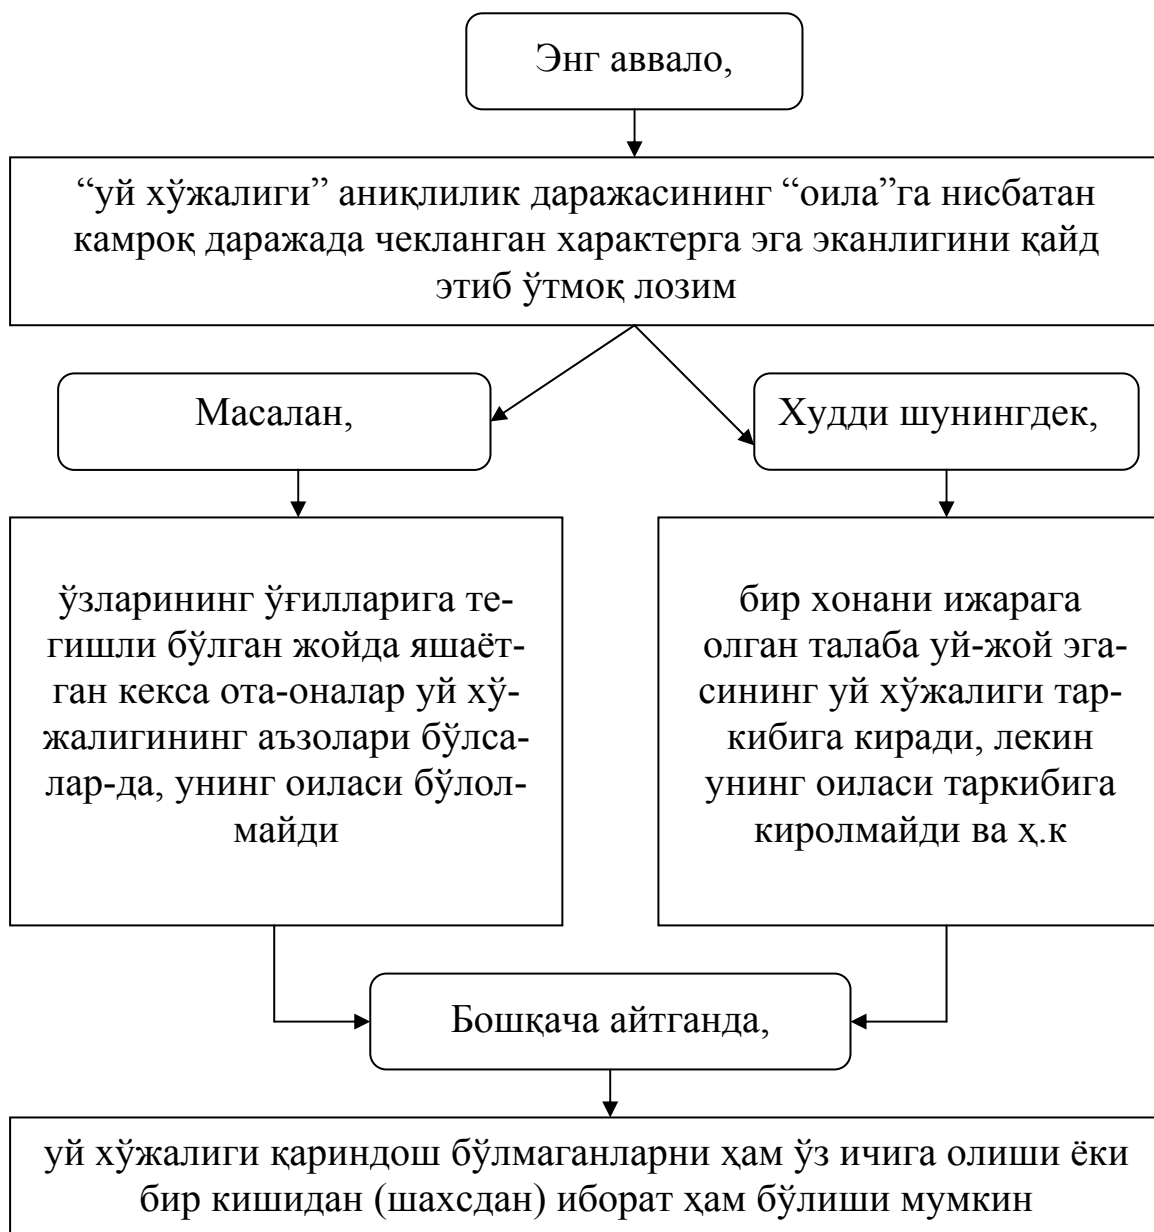 Энг аввало,
“уй хўжалиги” аниқлилик даражасининг “оила”га нисбатан
камроқ даражада чекланган характерга эга эканлигини қайд
этиб ўтмоқ лозим
Масалан,
Худди шунингдек,
ўзларининг ўғилларига те-
гишли бўлган жойда яшаёт-
ган кекса ота-оналар уй хў-
жалигининг аъзолари бўлса-
лар-да, унинг оиласи бўлол-
майди
бир хонани ижарага
олган талаба уй-жой эга-
сининг уй хўжалиги тар-
кибига киради, лекин
унинг оиласи таркибига
киролмайди ва ҳ.к
Бошқача айтганда,
уй хўжалиги қариндош бўлмаганларни ҳам ўз ичига олиши ёки
бир кишидан (шахсдан) иборат ҳам бўлиши мумкин